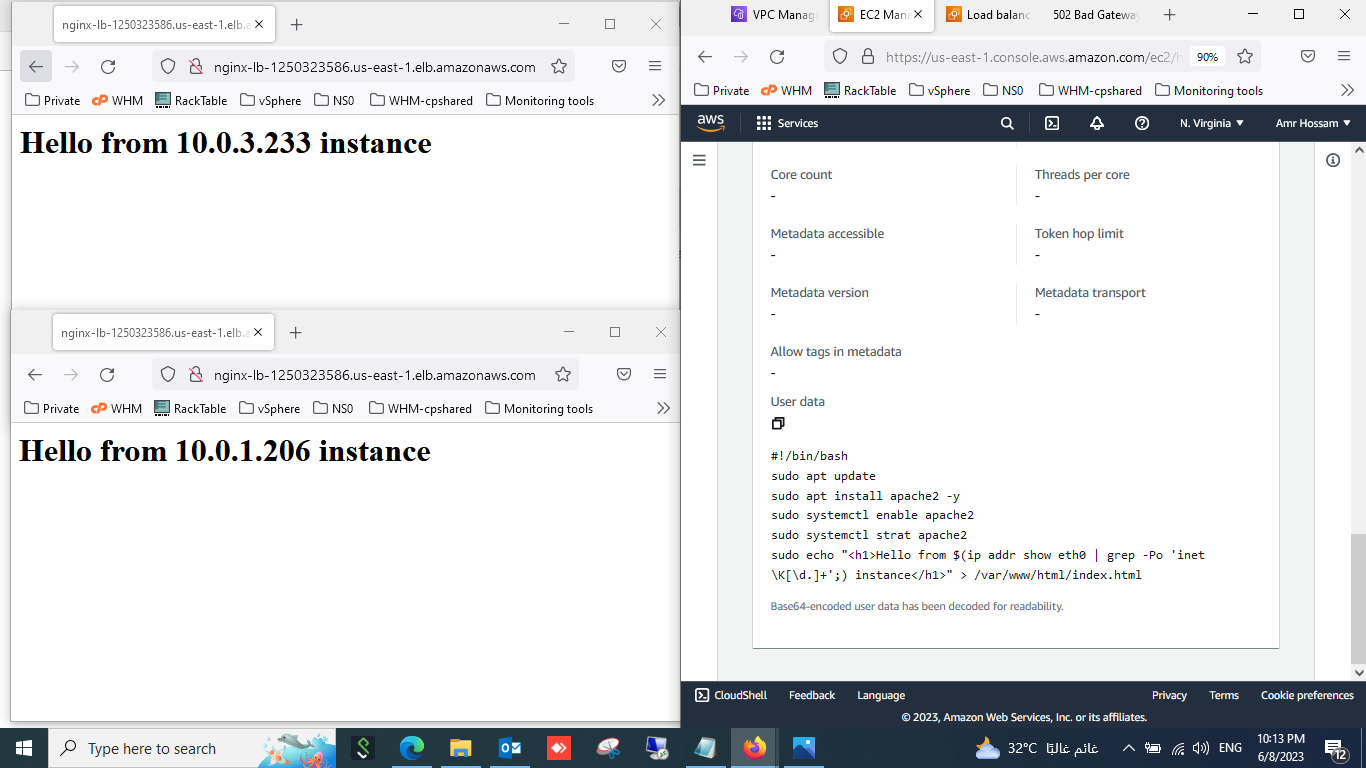 nginx-lb-1250323586.us-east-1.elb.a
nginx-lb-1250323586.us-east-1.elb.amazonaws.com
Private WHM RackTable vSphere NS0 WHM-cpshared Monitoring tools
Hello from 10.0.3.233 instance
nginx-lb-1250323586.us-east-1.elb.a
nginx-lb-1250323586.us-east-1.elb.amazonaws.com
Private WHM RackTable vSphere NS0 WHM-cpshared Monitoring tools
Hello from 10.0.1.206 instance
VPC Manag EC2 Mana Load balanc 502 Bad Gateway
https://us-east-1.console.aws.amazon.com/ec2/h 90%
Private WHM RackTable vSphere NS0 WHM-cpshared Monitoring tools
aws Services N. Virginia Amr Hossam
Core count Threads per core
- -
Metadata accessible Token hop limit
- -
Metadata version Metadata transport
- -
Allow tags in metadata
-
User data
#!/bin/bash
sudo apt update
sudo apt install apache2 -y
sudo systemctl enable apache2
sudo systemctl strat apache2
sudo echo "<h1>Hello from $(ip addr show eth0 | grep -Po 'inet
\K[\d.]+';) instance</h1>" > /var/www/html/index.html
Base64-encoded user data has been decoded for readability.
CloudShell Feedback Language Privacy Terms Cookie preferences
© 2023, Amazon Web Services, Inc. or its affiliates.
Type here to search
32°C غائم غالبًا ENG
10:13 PM
6/8/2023
12